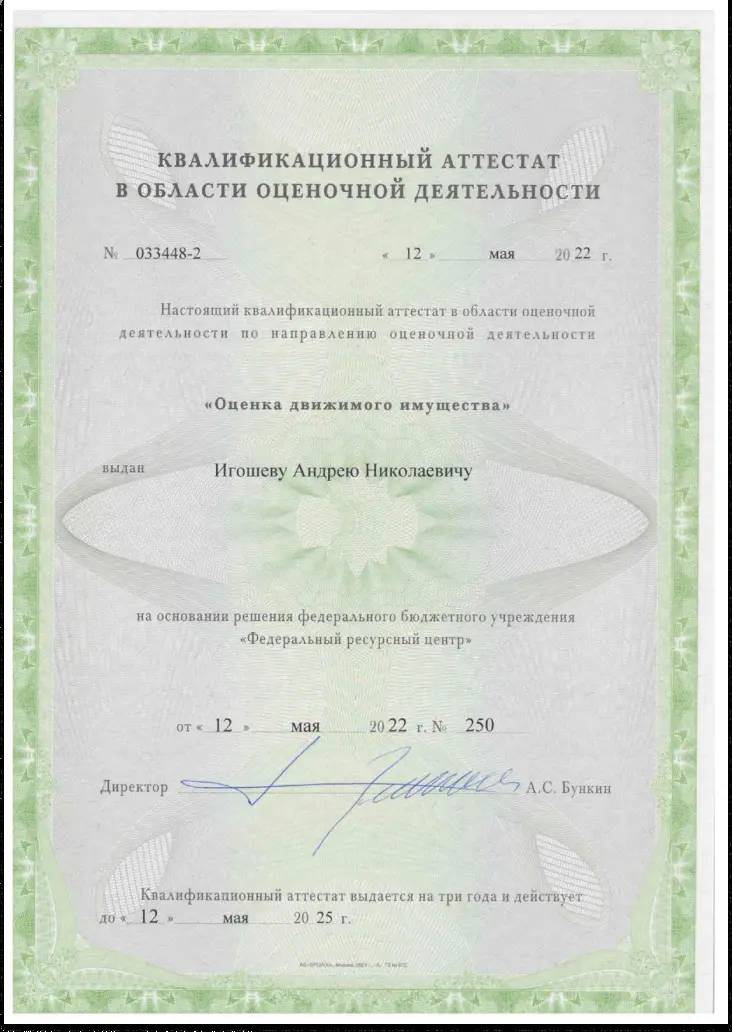 КВАЛИФИКАЦИОННЫЙ АТТЕСТАТ
В ОБЛАСТИ ОЦЕНОЧНОЙ ДЕЯТЕЛЬНОСТИ
№ 033448-2 « 12 » мая 2022 г.
Настоящий квалификационный аттестат в области оценочной
деятельности по направлению оценочной деятельности
«Оценка движимого имущества»
выдан Игошеву Андрею Николаевичу
на основании решения федерального бюджетного учреждения
«Федеральный ресурсный центр»
от « 12 » мая 2022 г. № 250
Директор А.С. Бункин
Квалификационный аттестат выдается на три года и действует
до « 12 » мая 2025 г.